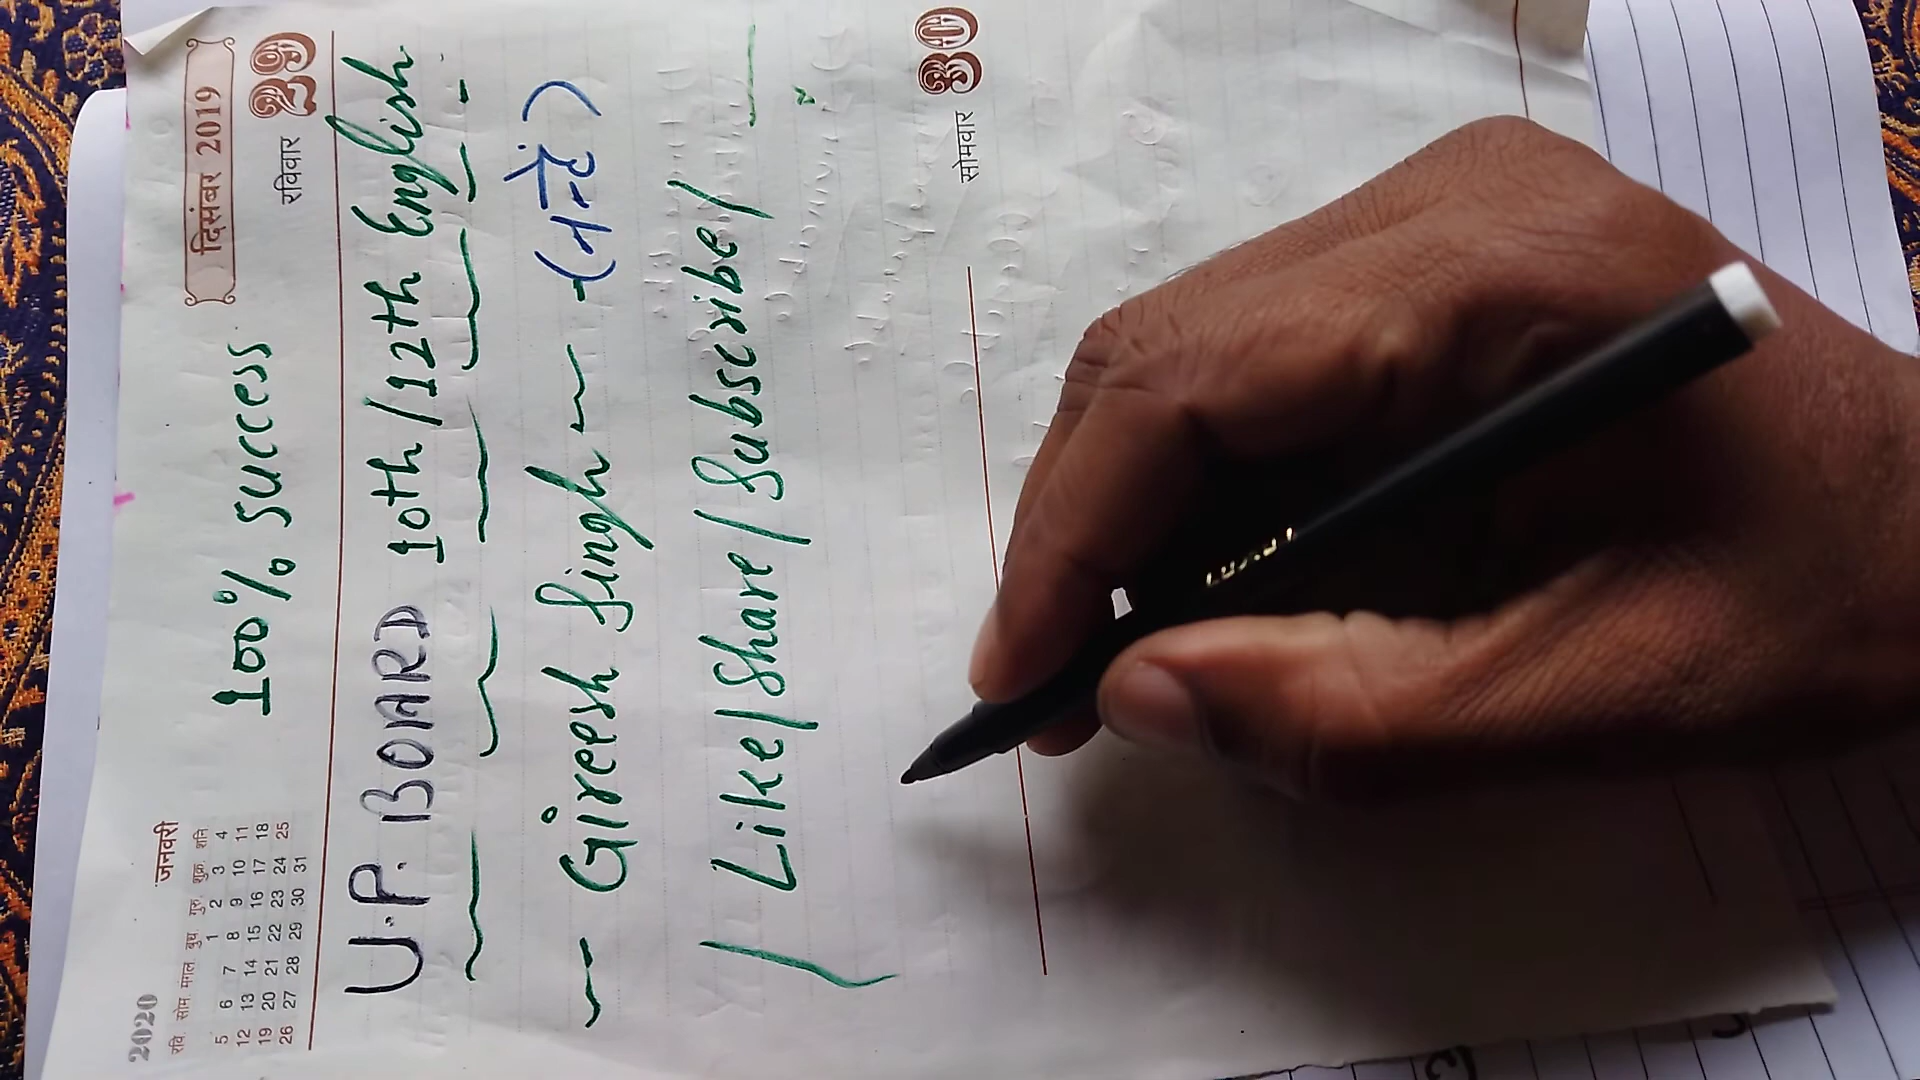 2020 जनवरी
रवि सोम मंगल बुध गुरु शुक्र शनि
1 2 3 4
5 6 7 8 9 10 11
12 13 14 15 16 17 18
19 20 21 22 23 24 25
26 27 28 29 30 31
दिसंबर 2019
रविवार 29
100% Success
U.P. BOARD 10th/12th English
Gireesh Singh
Like/Share/Subscribe/
सोमवार 30